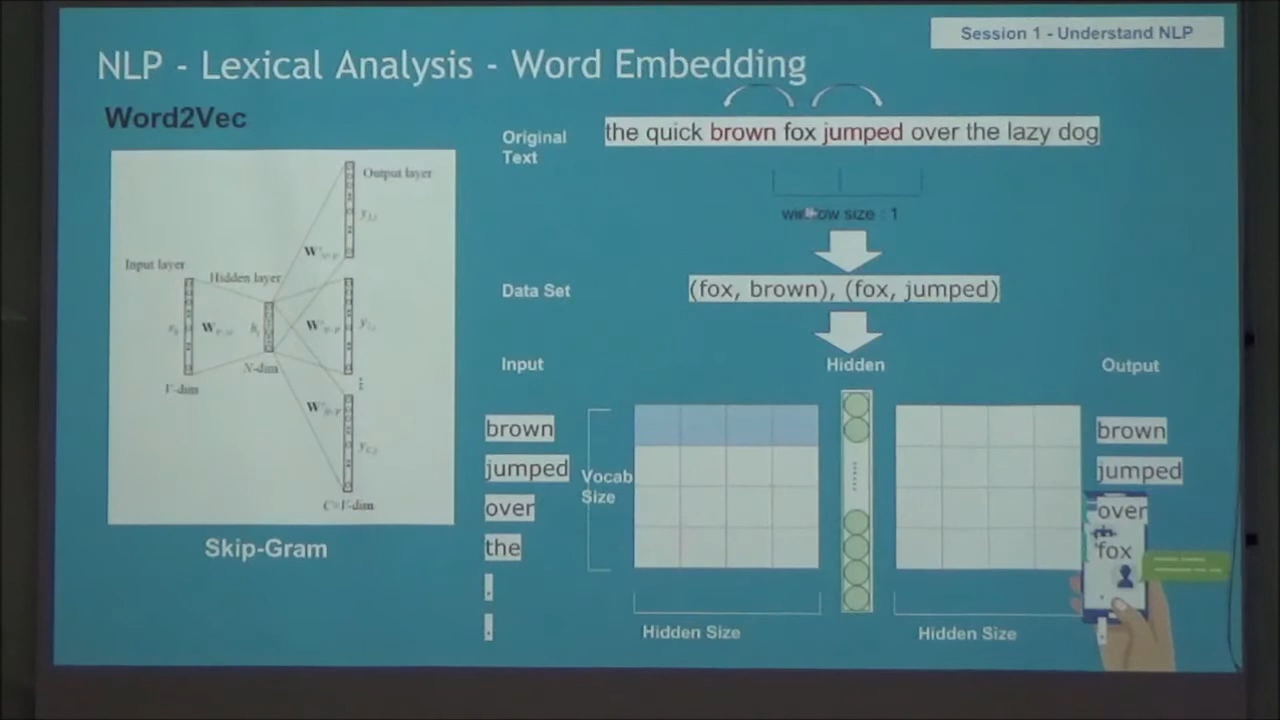 Session 1 - Understand NLP
NLP - Lexical Analysis - Word Embedding
Word2Vec
Original
Text
the quick brown fox jumped over the lazy dog
size : 1
Data Set
(fox, brown), (fox, jumped)
Input layer
Hidden layer
Output layer
N-dim
V-dim
Skip-Gram
Input
Hidden
Output
brown
jumped
over
the
.
.
Vocab
Size
Hidden Size
Hidden Size
brown
jumped
over
fox